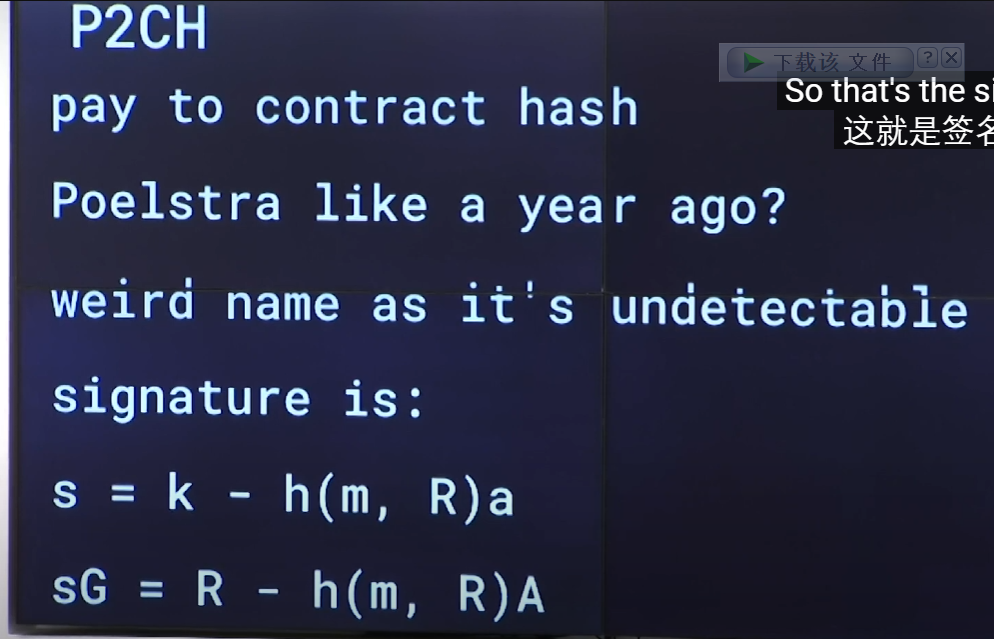 P2CH
下载该 文件
?
So that's the
pay to contract hash
这就是签名
Poelstra like a year ago?
weird name as it's undetectable
signature is:
s = k - h(m, R)a
sG = R - h(m, R)A